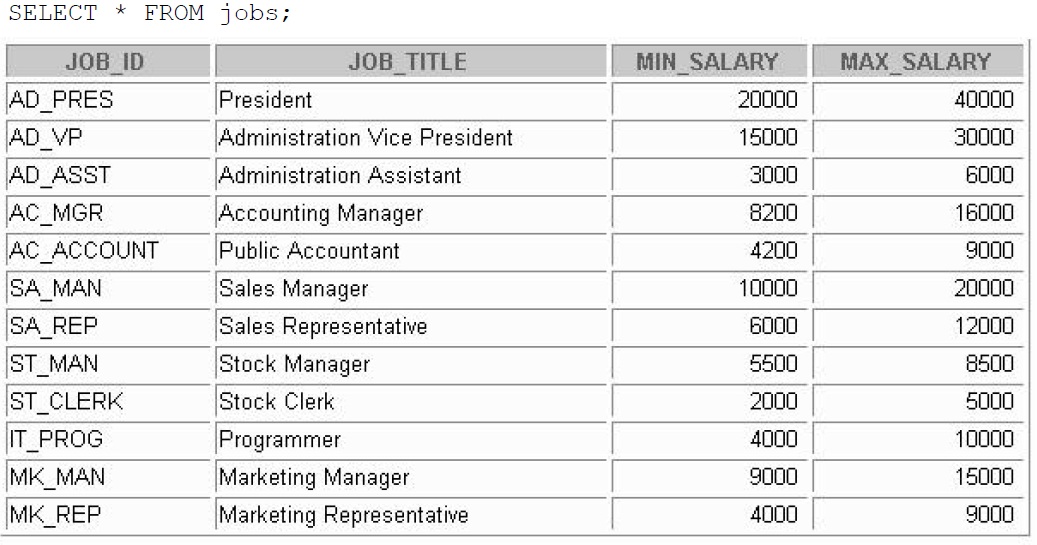 SELECT * FROM jobs;
JOB_ID JOB_TITLE MIN_SALARY MAX_SALARY
AD_PRES President 20000 40000
AD_VP Administration Vice President 15000 30000
AD_ASST Administration Assistant 3000 6000
AC_MGR Accounting Manager 8200 16000
AC_ACCOUNT Public Accountant 4200 9000
SA_MAN Sales Manager 10000 20000
SA_REP Sales Representative 6000 12000
ST_MAN Stock Manager 5500 8500
ST_CLERK Stock Clerk 2000 5000
IT_PROG Programmer 4000 10000
MK_MAN Marketing Manager 9000 15000
MK_REP Marketing Representative 4000 9000